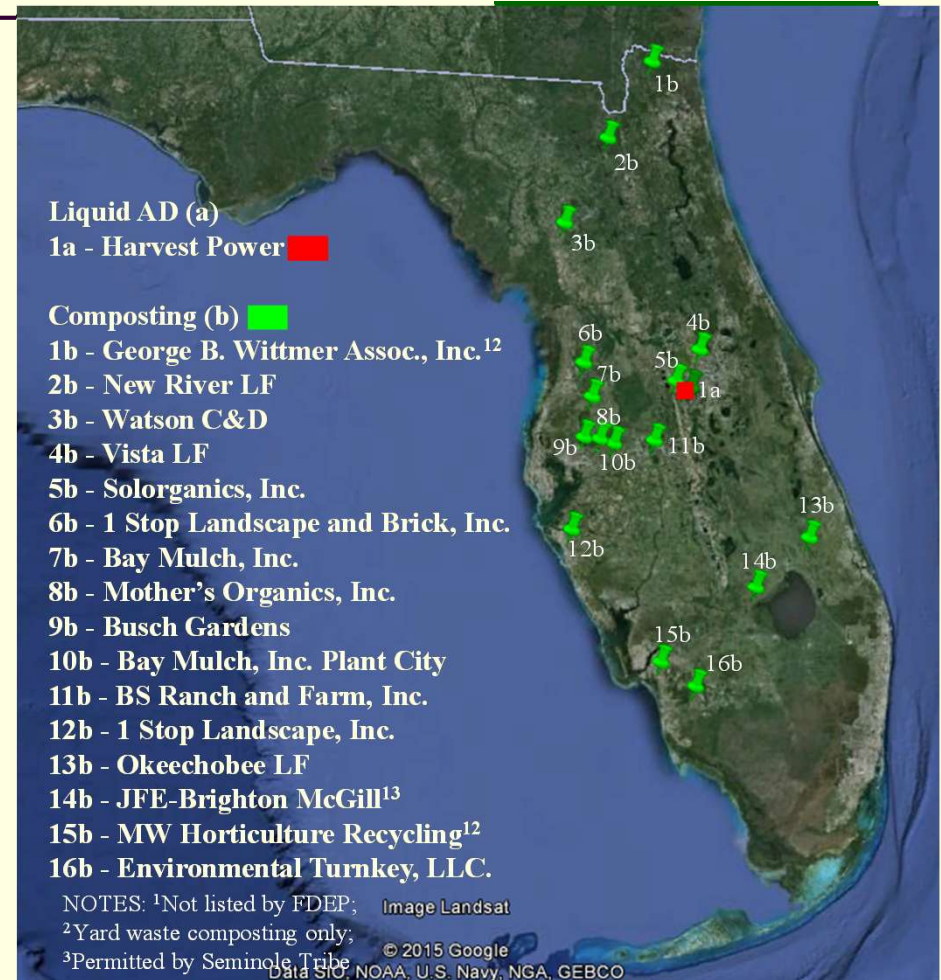 Liquid AD (a)
1a - Harvest Power
Composting (b)
1b - George B. Wittmer Assoc., Inc.¹²
2b - New River LF
3b - Watson C&D
4b - Vista LF
5b - Solorganics, Inc.
6b - 1 Stop Landscape and Brick, Inc.
7b - Bay Mulch, Inc.
8b - Mother’s Organics, Inc.
9b - Busch Gardens
10b - Bay Mulch, Inc. Plant City
11b - BS Ranch and Farm, Inc.
12b - 1 Stop Landscape, Inc.
13b - Okeechobee LF
14b - JFE-Brighton McGill¹³
15b - MW Horticulture Recycling¹²
16b - Environmental Turnkey, LLC.
NOTES: ¹Not listed by FDEP;
²Yard waste composting only;
³Permitted by Seminole Tribe
Image Landsat
© 2015 Google
Data SIO, NOAA, U.S. Navy, NGA, GEBCO
1b
2b
3b
4b
6b
5b
7b
1a
8b
9b
10b
11b
13b
12b
14b
15b
16b